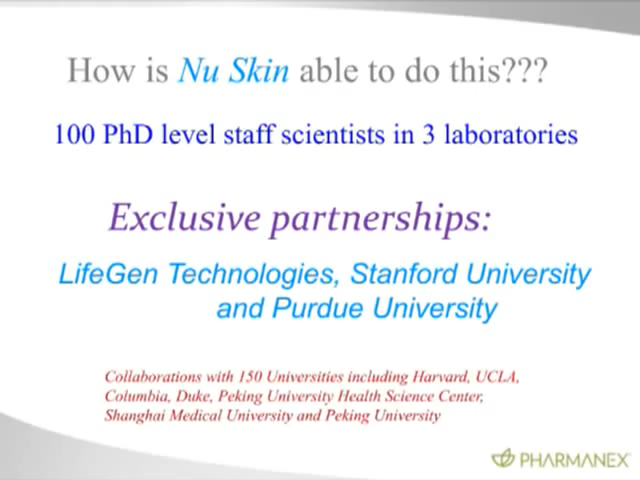 How is Nu Skin able to do this???
100 PhD level staff scientists in 3 laboratories
Exclusive partnerships:
LifeGen Technologies, Stanford University
and Purdue University
Collaborations with 150 Universities including Harvard, UCLA,
Columbia, Duke, Peking University Health Science Center,
Shanghai Medical University and Peking University
PHARMANEX